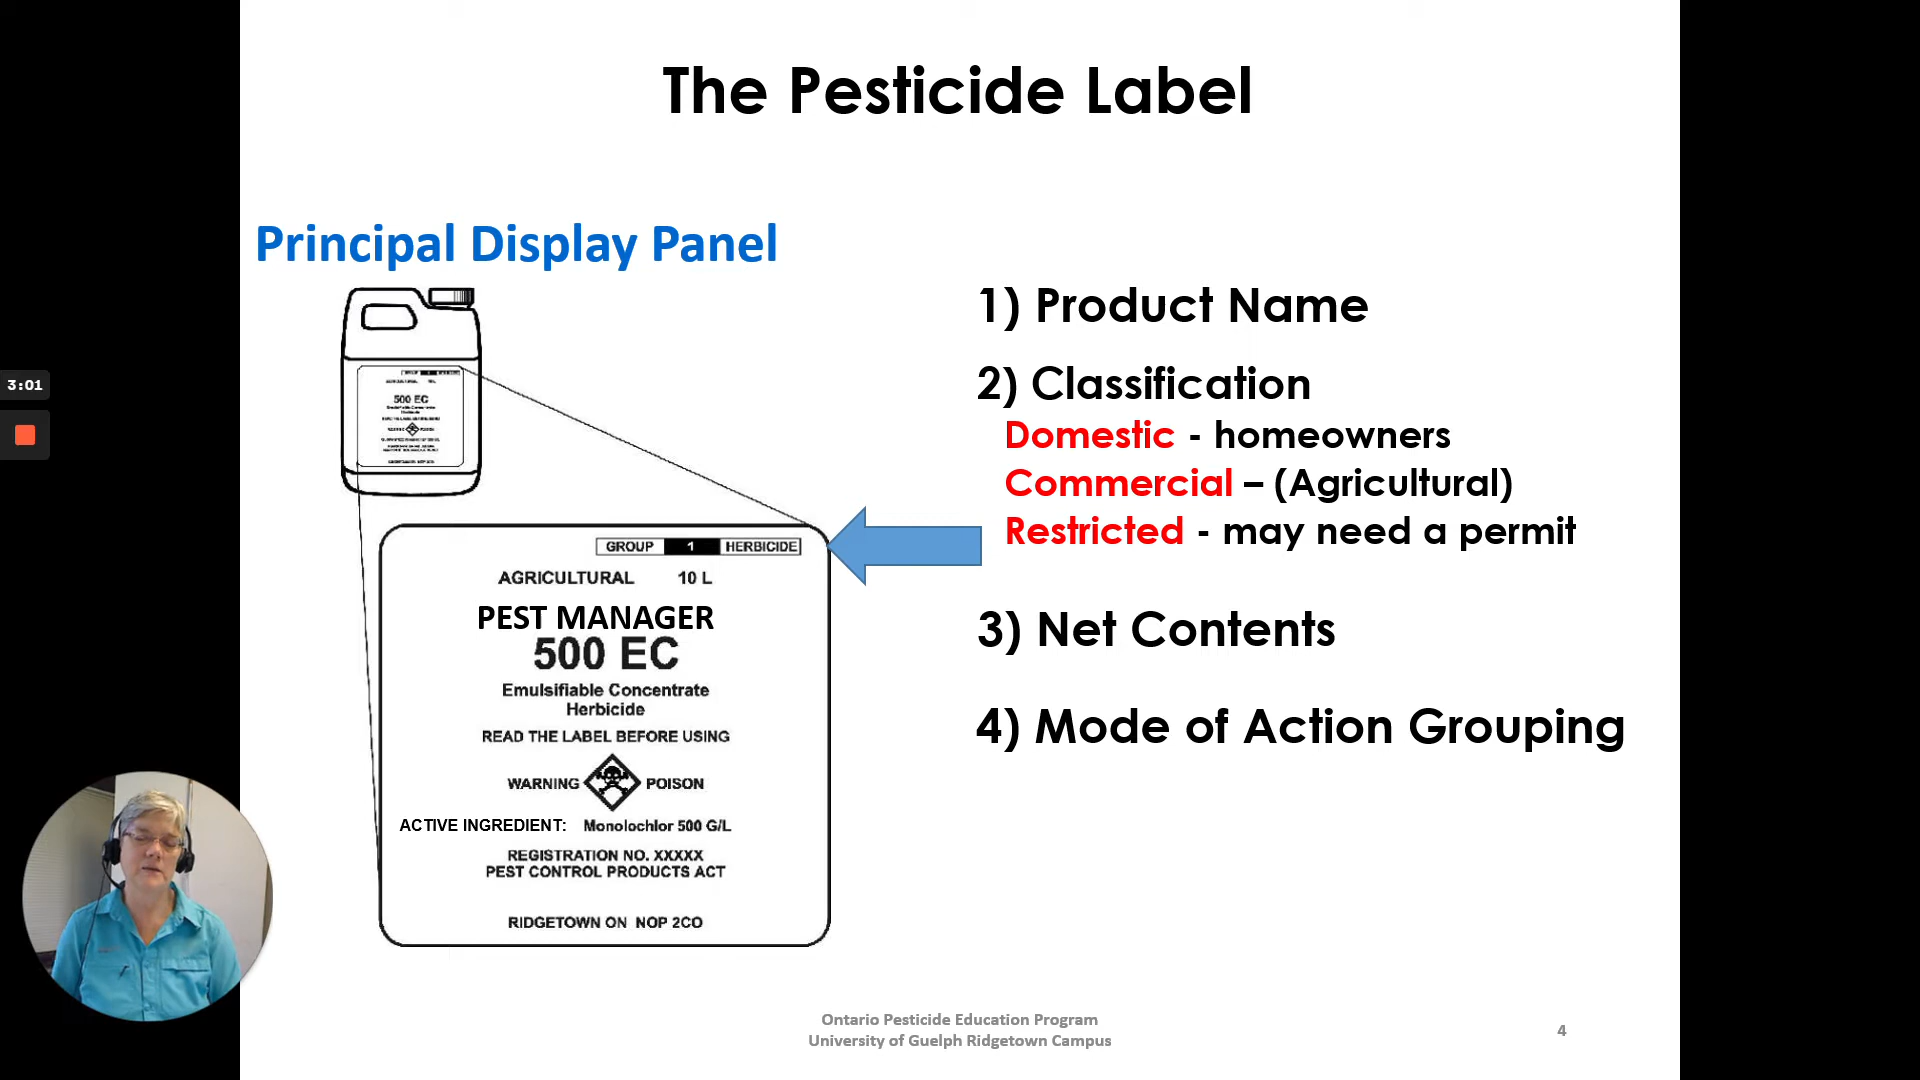 The Pesticide Label
Principal Display Panel
500 EC
1) Product Name
2) Classification
Domestic - homeowners
Commercial – (Agricultural)
Restricted - may need a permit
3) Net Contents
4) Mode of Action Grouping
3:01
GROUP 1 HERBICIDE
AGRICULTURAL 10 L
PEST MANAGER
500 EC
Emulsifiable Concentrate
Herbicide
READ THE LABEL BEFORE USING
WARNING POISON
ACTIVE INGREDIENT: Monolochlor 500 G/L
REGISTRATION NO. XXXXX
PEST CONTROL PRODUCTS ACT
RIDGETOWN ON NOP 2CO
Ontario Pesticide Education Program
University of Guelph Ridgetown Campus
4